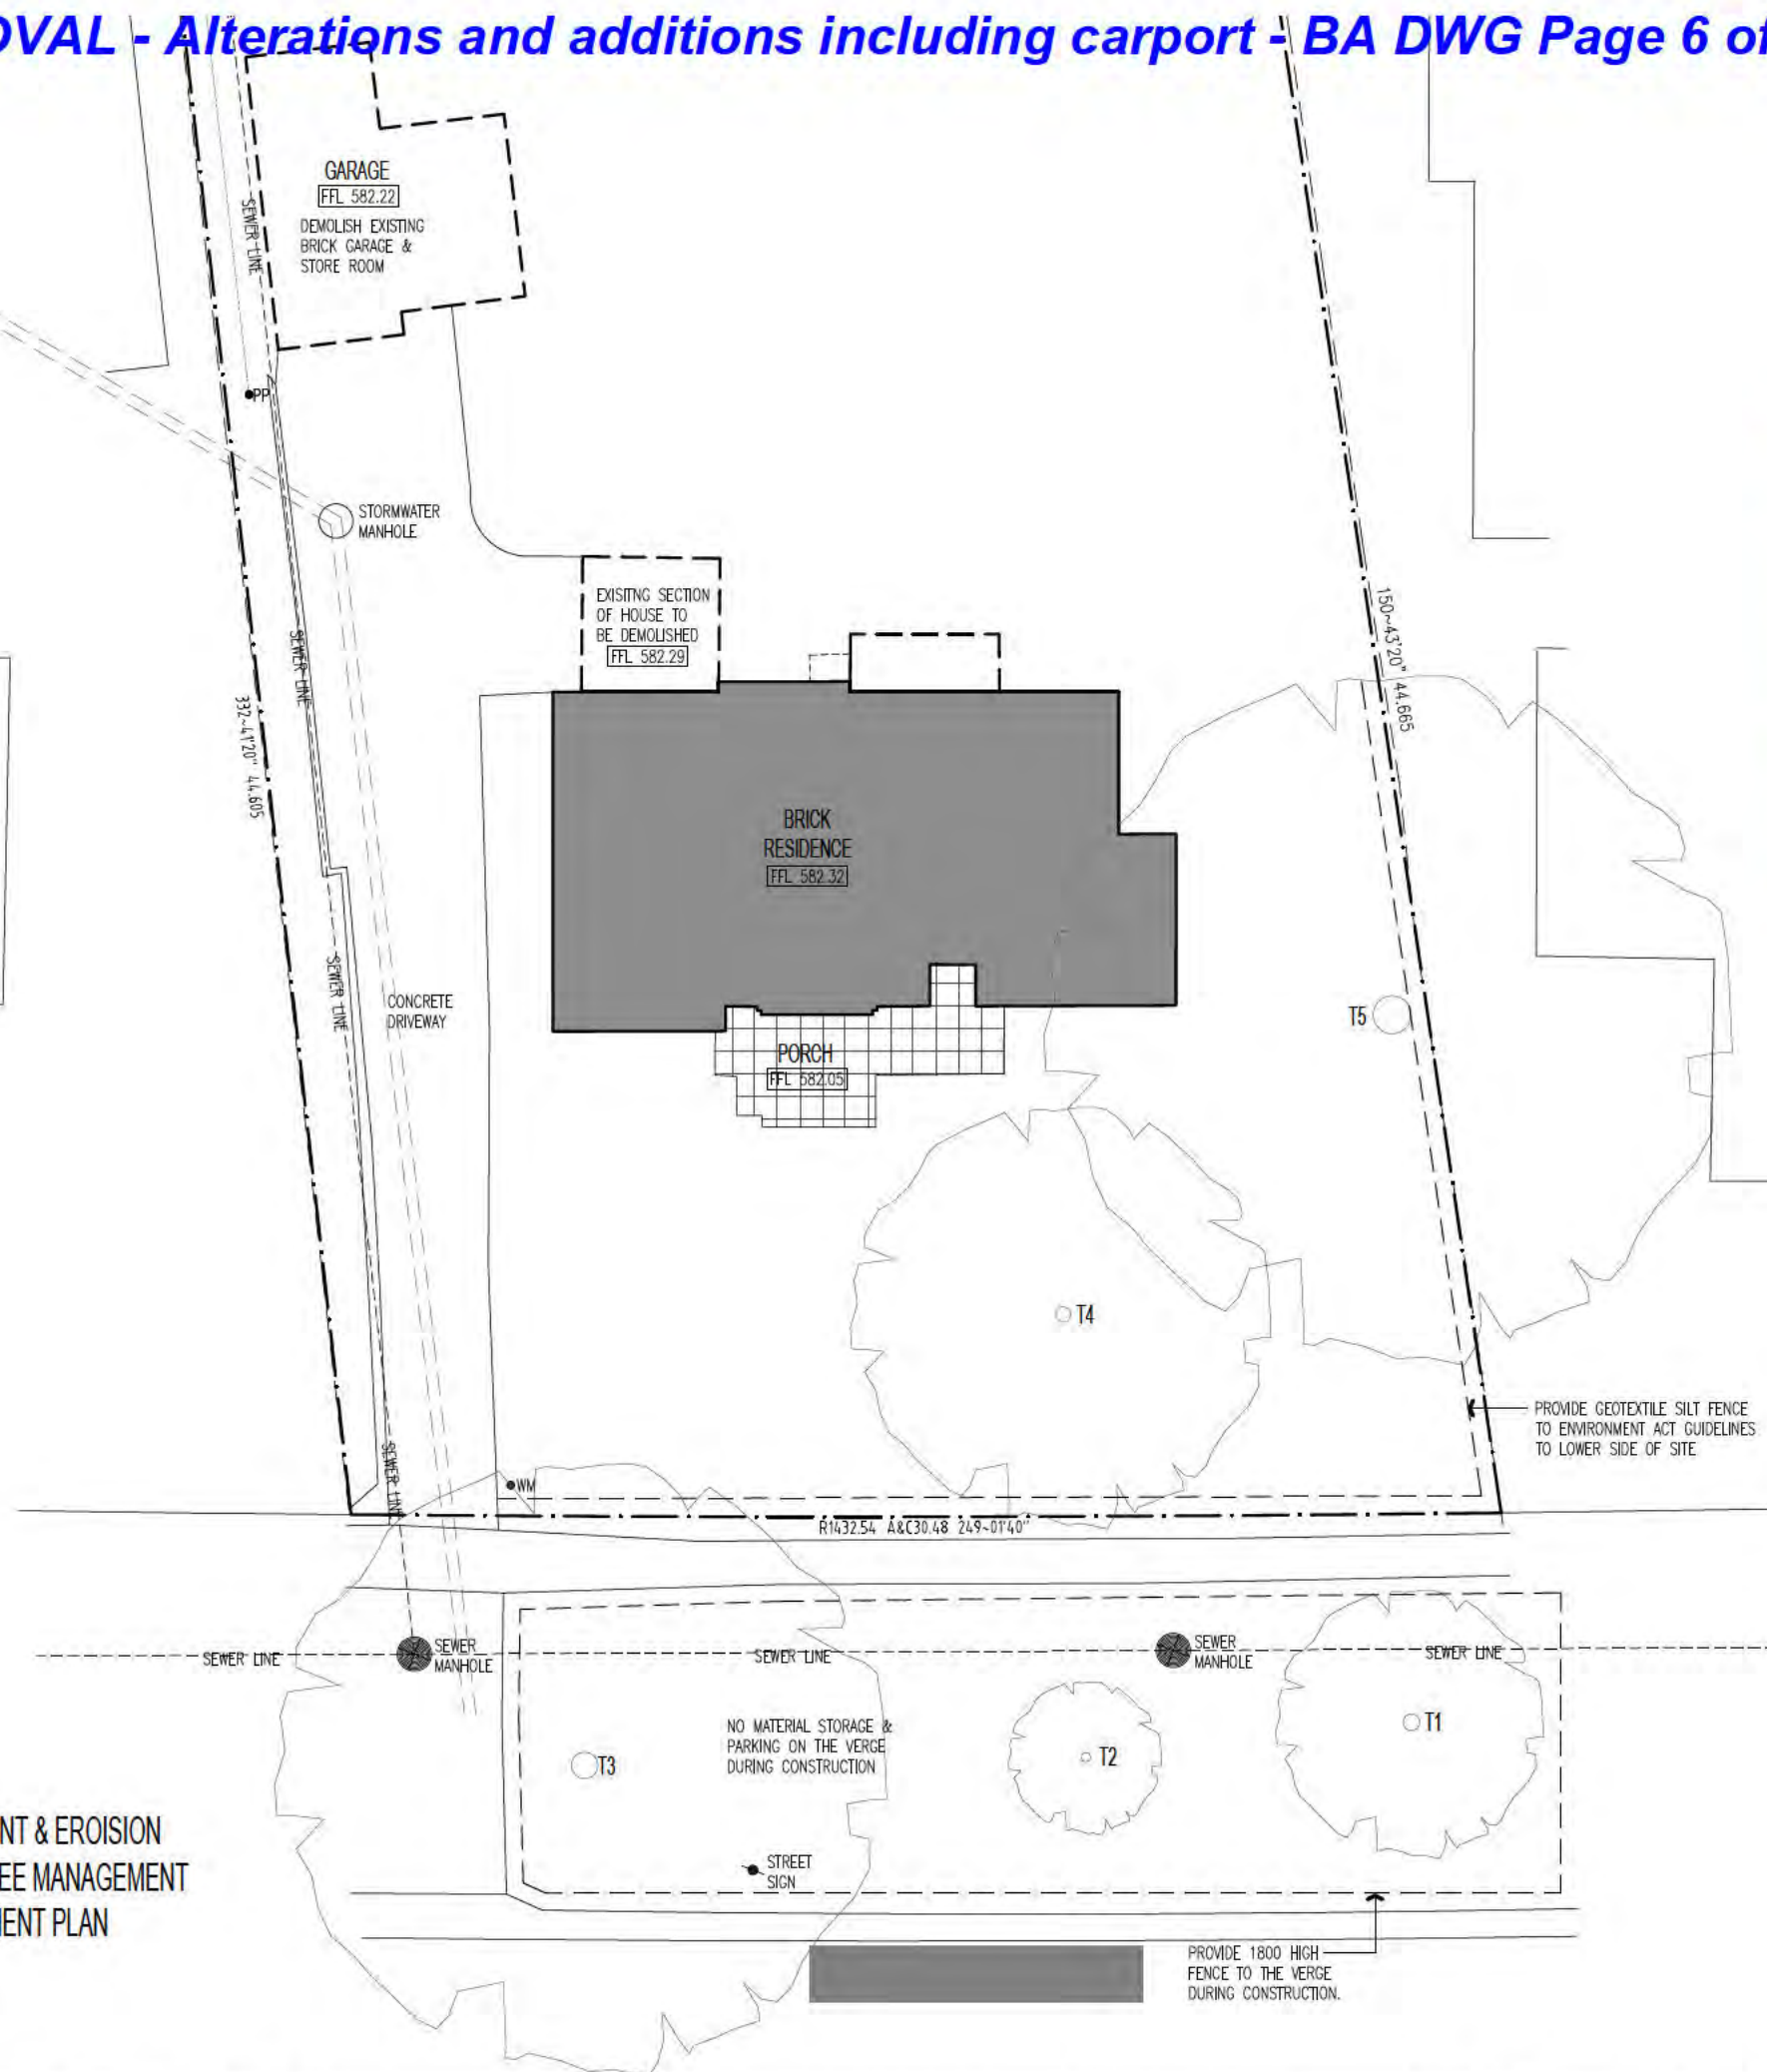 OVAL - Alterations and additions including carport - BA DWG Page 6 of
GARAGE
FFL 582.22
DEMOLISH EXISTING
BRICK GARAGE &
STORE ROOM
SEWER LINE
PP
STORMWATER
MANHOLE
EXISITNG SECTION
OF HOUSE TO
BE DEMOLISHED
FFL 582.29
150~43'20" 44.665
SEWER LINE
332~41'20" 44.605
BRICK
RESIDENCE
FFL 582.32
SEWER LINE
CONCRETE
DRIVEWAY
T5
PORCH
FFL 582.05
T4
PROVIDE GEOTEXTILE SILT FENCE
TO ENVIRONMENT ACT GUIDELINES
TO LOWER SIDE OF SITE
SEWER LINE
WM
R1432.54 A&C30.48 249~01'40"
SEWER LINE
SEWER
MANHOLE
SEWER LINE
SEWER
MANHOLE
SEWER LINE
NO MATERIAL STORAGE &
PARKING ON THE VERGE
DURING CONSTRUCTION
T3
T2
T1
NT & EROISION
EE MANAGEMENT
MENT PLAN
STREET
SIGN
PROVIDE 1800 HIGH
FENCE TO THE VERGE
DURING CONSTRUCTION.